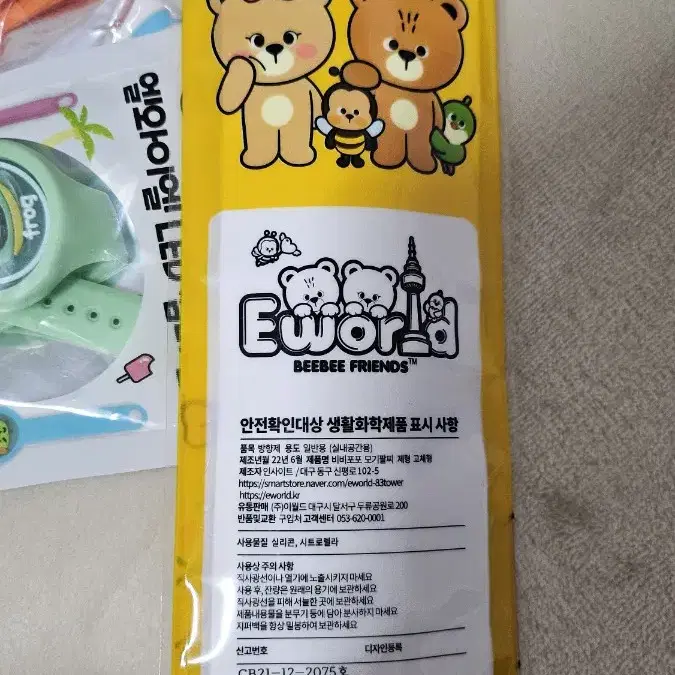 엘아이엘 LED
frog
Eworld
BEEBEE FRIENDS™
안전확인대상 생활화학제품 표시 사항
품목 방향제 용도 일반용 (실내공간용)
제조년월 22년 6월 제품명 비비포포 모기팔찌 제형 고체형
제조자 인사이트 / 대구 동구 신평로 102-5
https://smartstore.naver.com/eworld-83tower
https://eworld.kr
유통판매 (주)이월드 대구시 달서구 두류공원로 200
반품및교환 구입처 고객센터 053-620-0001
사용물질 실리콘, 시트로넬라
사용상 주의 사항
직사광선이나 열기에 노출시키지 마세요
사용 후, 잔량은 원래의 용기에 보관하세요
직사광선을 피해 서늘한 곳에 보관하세요
제품내용물을 분무기 등에 담아 분사하지 마세요
지퍼백을 항상 밀봉하여 보관하세요
신고번호 디자인등록
CB21-12-2075호